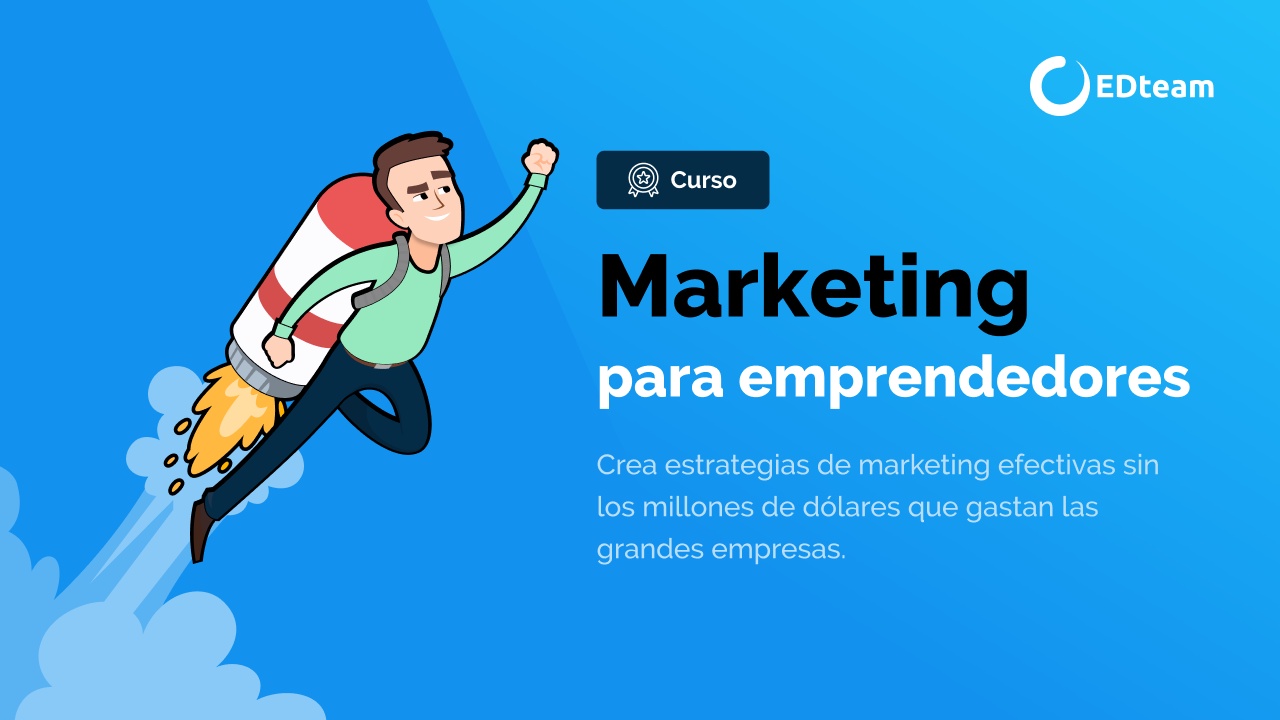 EDteam
Curso
Marketing
para emprendedores
Crea estrategias de marketing efectivas sin
los millones de dólares que gastan las
grandes empresas.